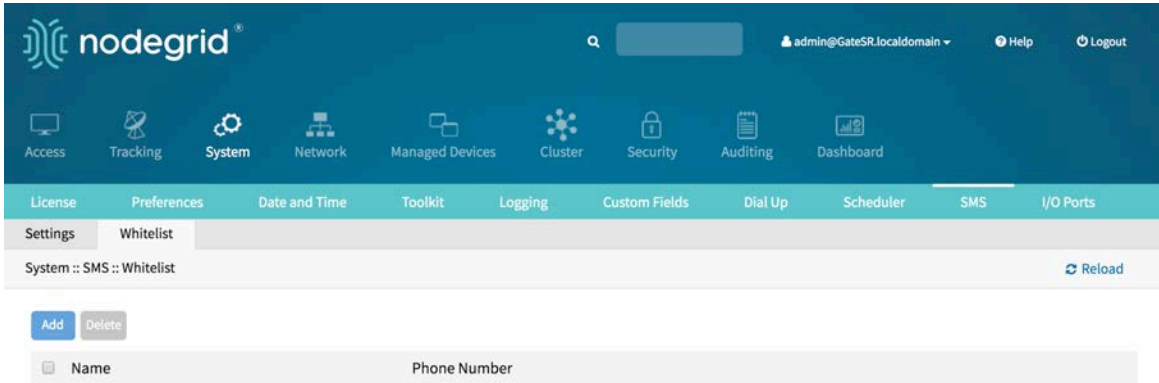 nodegrid®
admin@GateSR.localdomain Help Logout
Access Tracking System Network Managed Devices Cluster Security Auditing Dashboard
License Preferences Date and Time Toolkit Logging Custom Fields Dial Up Scheduler SMS I/O Ports
Settings Whitelist
System :: SMS :: Whitelist Reload
Add Delete
Name Phone Number